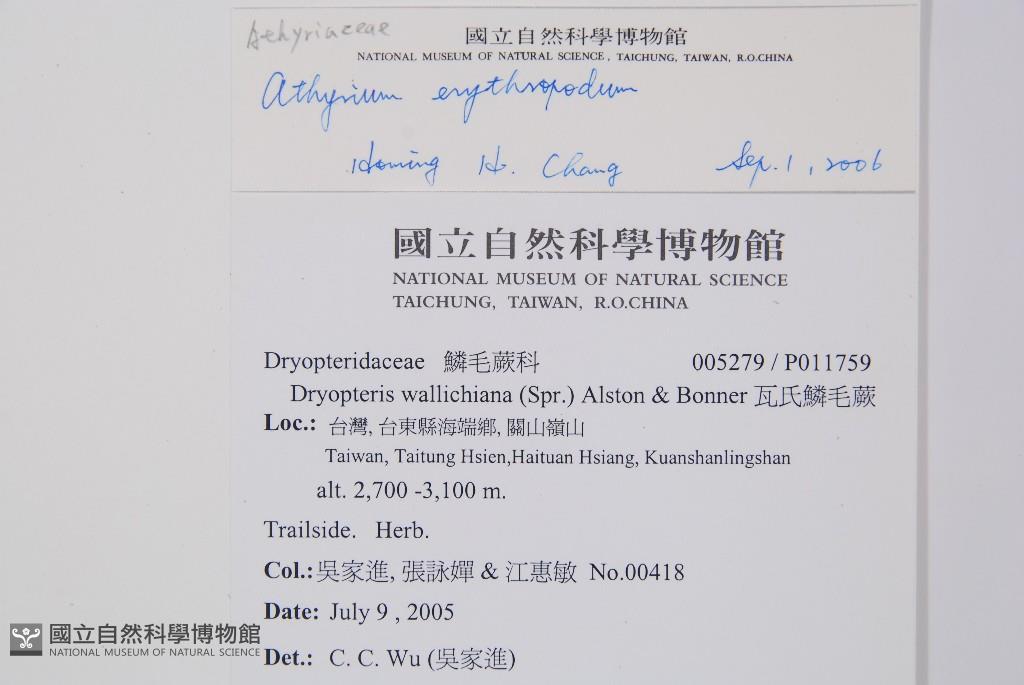 Athyriaceae
國立自然科學博物館
NATIONAL MUSEUM OF NATURAL SCIENCE, TAICHUNG, TAIWAN, R.O.CHINA
Athyrium erythropodum
Homing H. Chang Sep. 1, 2006
國立自然科學博物館
NATIONAL MUSEUM OF NATURAL SCIENCE
TAICHUNG, TAIWAN, R.O.CHINA
Dryopteridaceae 鱗毛蕨科 005279 / P011759
Dryopteris wallichiana (Spr.) Alston & Bonner 瓦氏鱗毛蕨
Loc.: 台灣, 台東縣海端鄉, 關山嶺山
Taiwan, Taitung Hsien,Haituan Hsiang, Kuanshanlingshan
alt. 2,700 -3,100 m.
Trailside. Herb.
Col.: 吳家進, 張詠嬋 & 江惠敏 No.00418
Date: July 9 , 2005
Det.: C. C. Wu (吳家進)
國立自然科學博物館
NATIONAL MUSEUM OF NATURAL SCIENCE